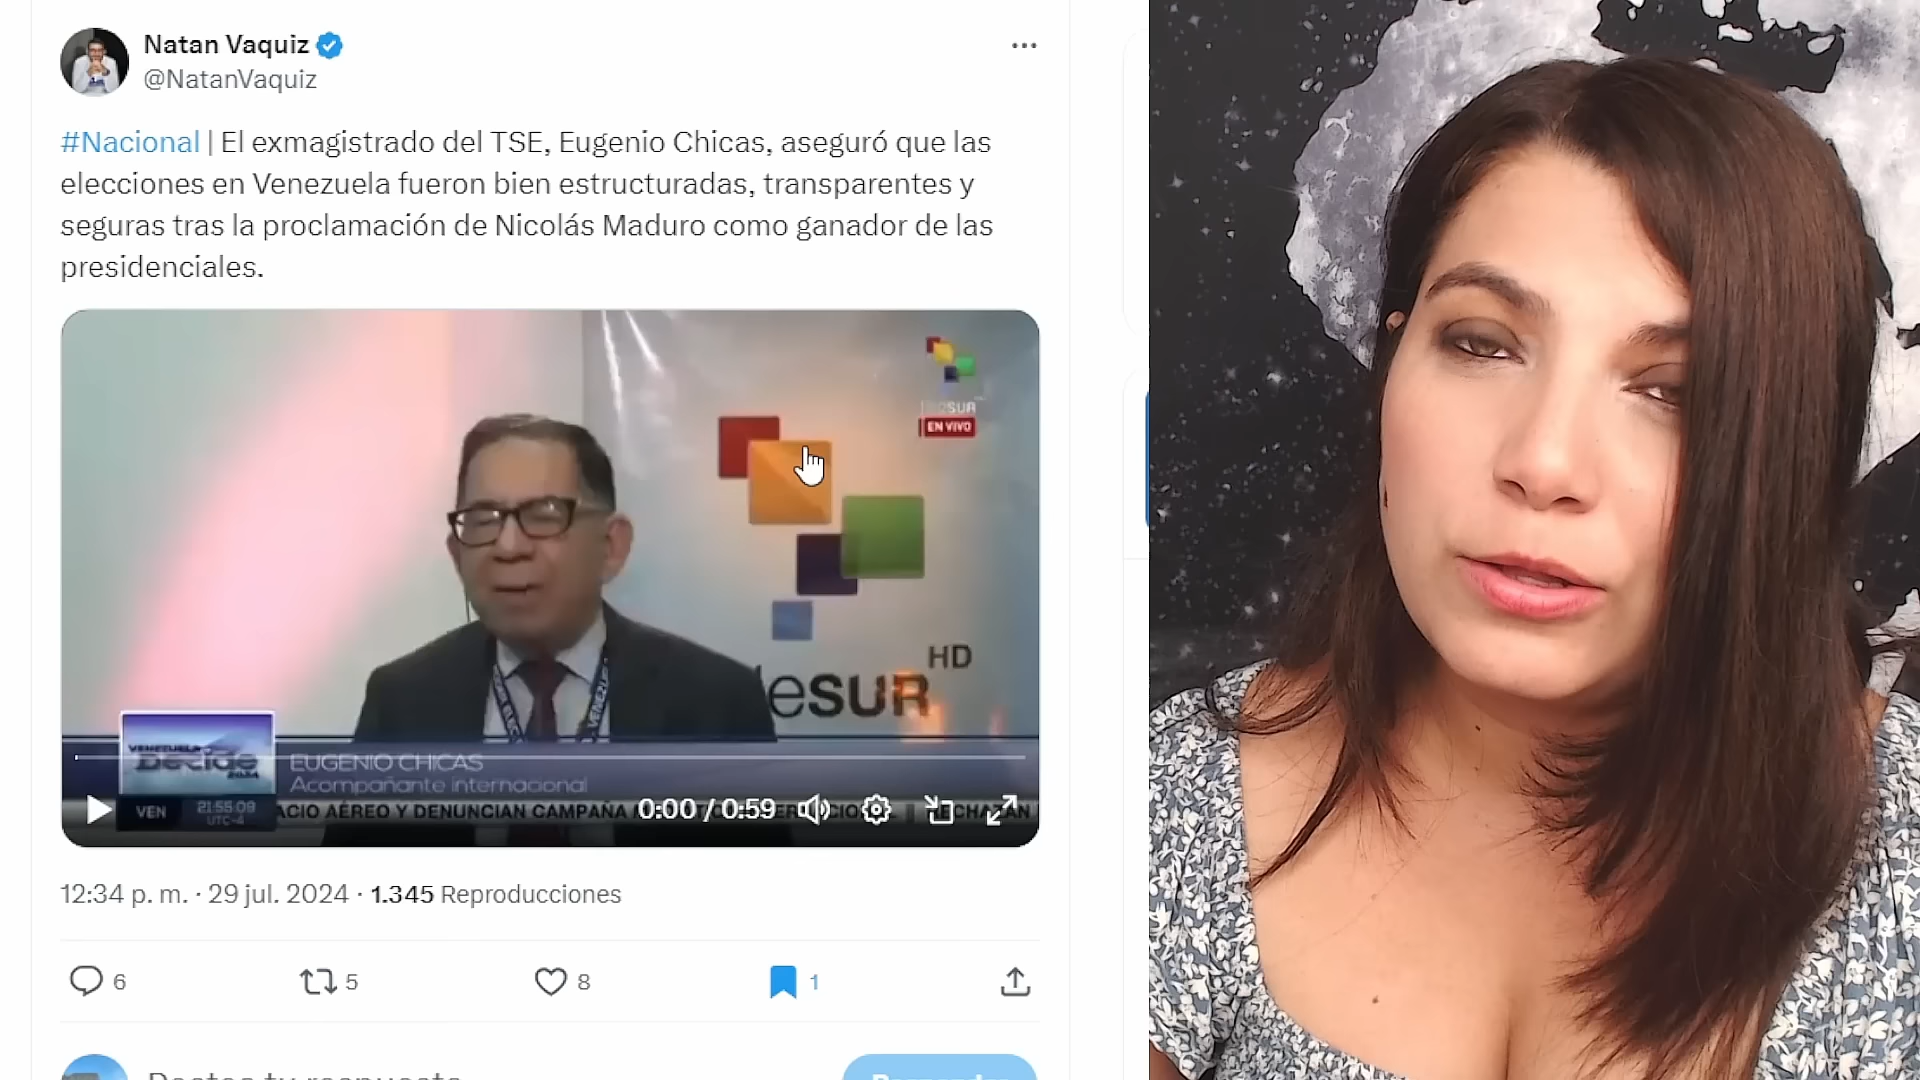 Natan Vaquiz
@NatanVaquiz
#Nacional | El exmagistrado del TSE, Eugenio Chicas, aseguró que las
elecciones en Venezuela fueron bien estructuradas, transparentes y
seguras tras la proclamación de Nicolás Maduro como ganador de las
presidenciales.
EN VIVO
HD
eSUR
VENEZUELA
Decide
2024
EUGENIO CHICAS
Acompañante internacional
VEN
21:55:09
UTC-4
ACIO AÉREO Y DENUNCIAN CAMPAÑA
0:00 / 0:59
12:34 p. m. · 29 jul. 2024 · 1.345 Reproducciones
6
5
8
1